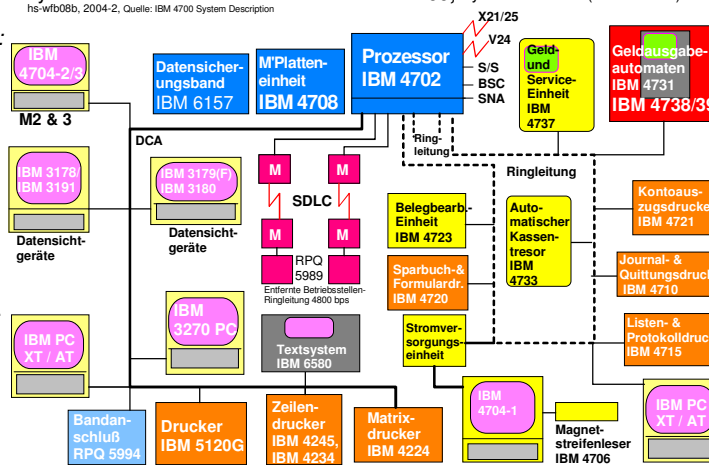 hs-wfb08b, 2004-2, Quelle: IBM 4700 System Description
X21/25
V24
S/S
BSC
SNA
IBM
4704-2/3
M2 & 3
Datensicher-
ungsband
IBM 6157
M'Platten-
einheit
IBM 4708
Prozessor
IBM 4702
Geld-
und
Service-
Einheit
IBM
4737
Geldausgabe-
automaten
IBM 4731
IBM 4738/39
DCA
Ring-
leitung
Ringleitung
IBM 3178/
IBM 3191
Datensicht-
geräte
IBM 3179(F)
IBM 3180
Datensicht-
geräte
M
M
SDLC
M
M
RPQ
5989
Entfernte Betriebsstellen-
Ringleitung 4800 bps
Belegbearb.-
Einheit
IBM 4723
Auto-
matischer
Kassen-
tresor
IBM
4733
Kontoaus-
zugsdrucke
IBM 4721
Sparbuch-&
Formulardr.
IBM 4720
Journal- &
Quittungsdruc
IBM 4710
IBM PC
XT / AT
IBM
3270 PC
Textsystem
IBM 6580
Stromver-
sorgungs-
einheit
Listen- &
Protokolldruc
IBM 4715
Bandan-
schluß
RPQ 5994
Drucker
IBM 5120G
Zeilen-
drucker
IBM 4245,
IBM 4234
Matrix-
drucker
IBM 4224
IBM
4704-1
Magnet-
streifenleser
IBM 4706
IBM PC
XT / AT